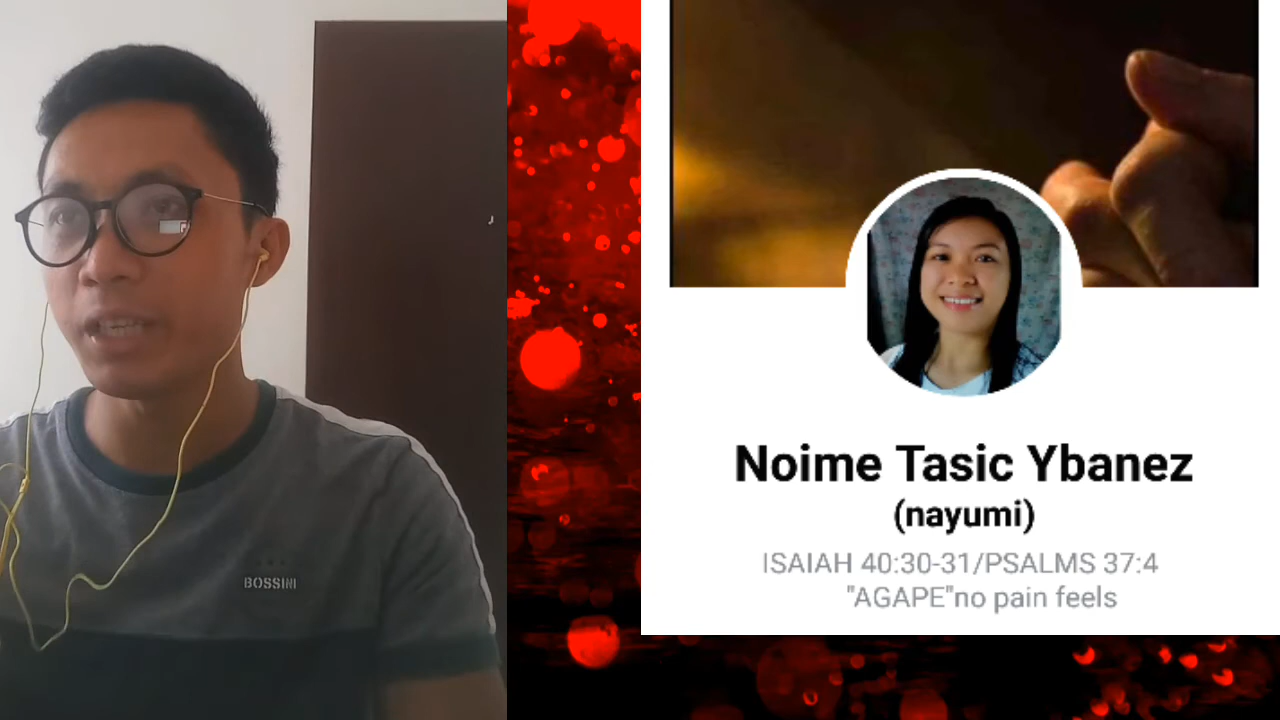 BOSSINI
Noime Tasic Ybanez
(nayumi)
ISAIAH 40:30-31/PSALMS 37:4
"AGAPE"no pain feels